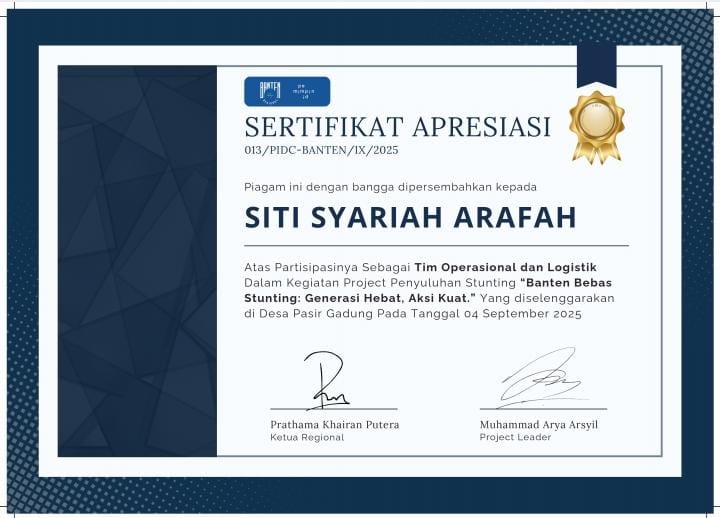 BANTEN
SERTIFIKAT APRESIASI
013/PIDC-BANTEN/IX/2025
Piagam ini dengan bangga dipersembahkan kepada
SITI SYARIAH ARAFAH
Atas Partisipasinya Sebagai Tim Operasional dan Logistik
Dalam Kegiatan Project Penyuluhan Stunting “Banten Bebas
Stunting: Generasi Hebat, Aksi Kuat.” Yang diselenggarakan
di Desa Pasir Gadung Pada Tanggal 04 September 2025
Prathama Khairan Putera
Ketua Regional
Muhammad Arya Arsyil
Project Leader